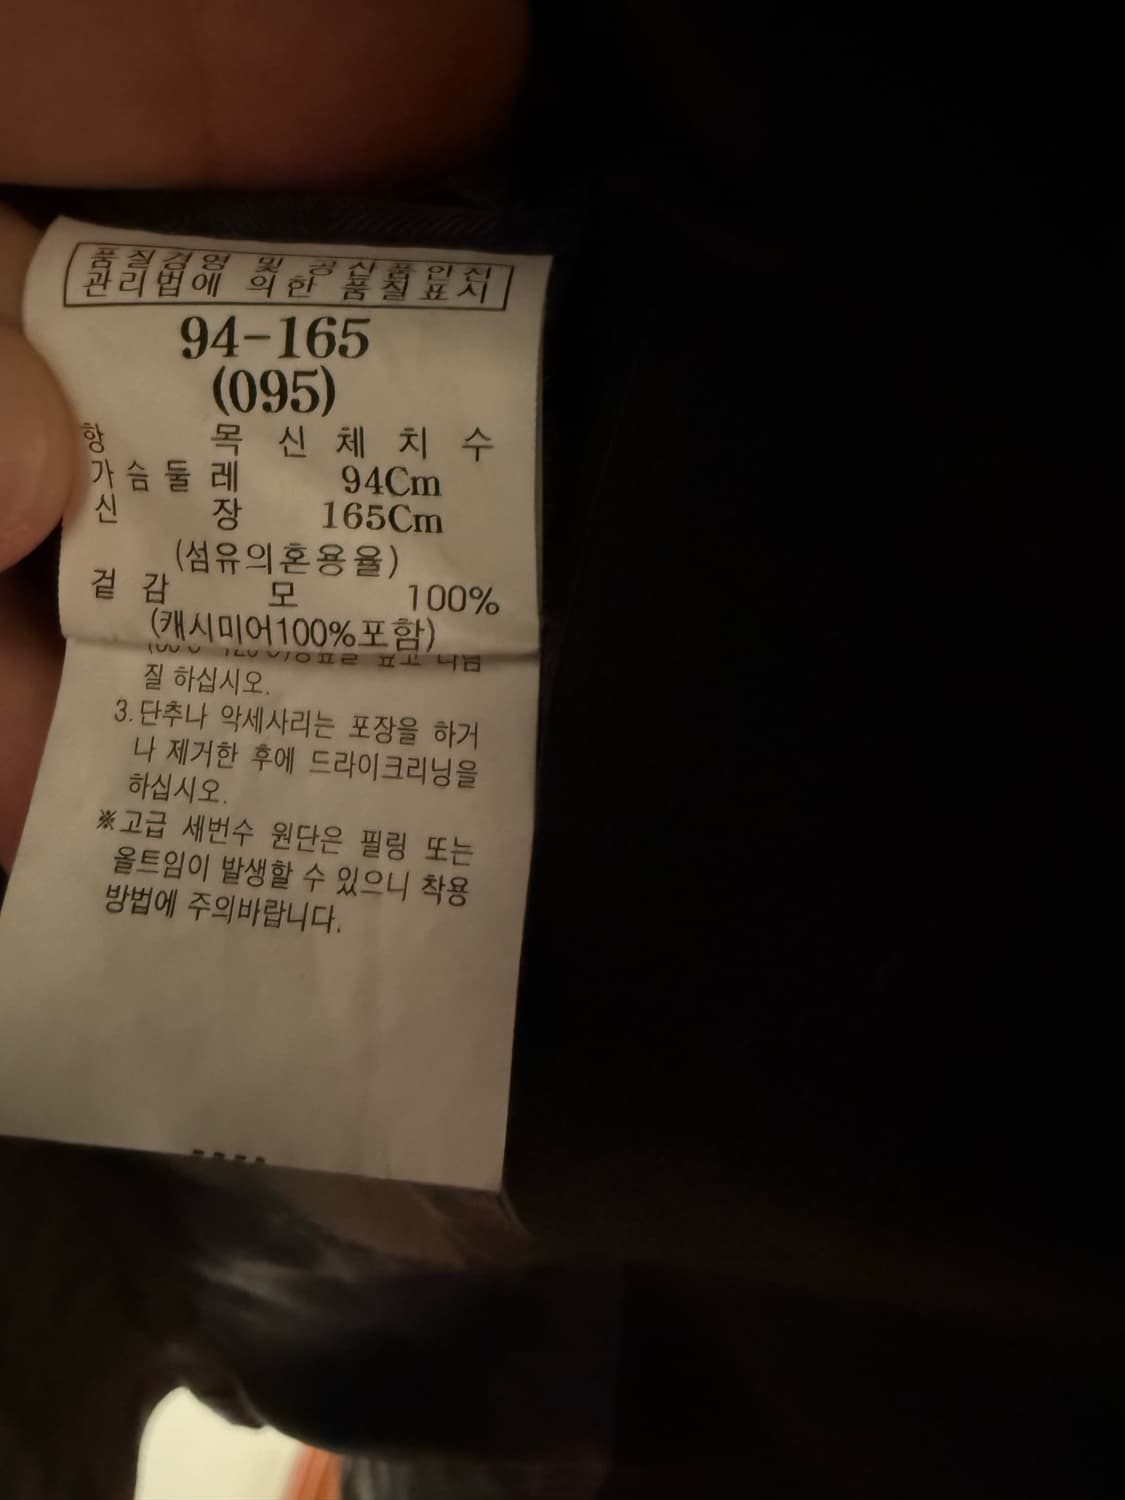 품질경영 및 공산품안전
관리법에 의한 품질표시
94-165
(095)
항 목 신 체 치 수
가슴둘레 94Cm
신 장 165Cm
(섬유의혼용율)
겉 감 모 100%
(캐시미어100%포함)
질 하십시오.
3. 단추나 악세사리는 포장을 하거
나 제거한 후에 드라이크리닝을
하십시오.
※고급 세번수 원단은 필링 또는
올트임이 발생할 수 있으니 착용
방법에 주의바랍니다.